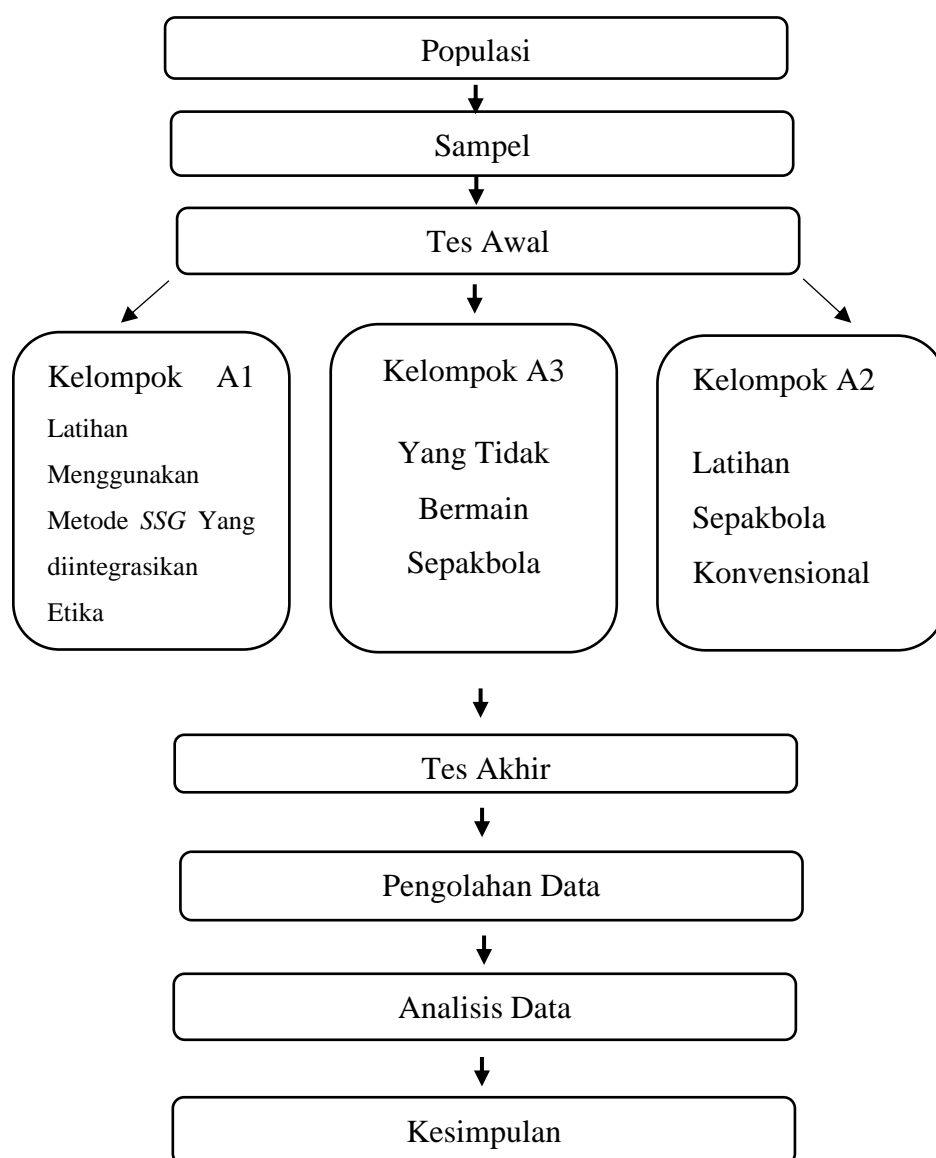 Populasi
Sampel
Tes Awal
Kelompok A1
Latihan
Menggunakan
Metode SSG Yang
diintegrasikan
Etika
Kelompok A3
Yang Tidak
Bermain
Sepakbola
Kelompok A2
Latihan
Sepakbola
Konvensional
Tes Akhir
Pengolahan Data
Analisis Data
Kesimpulan